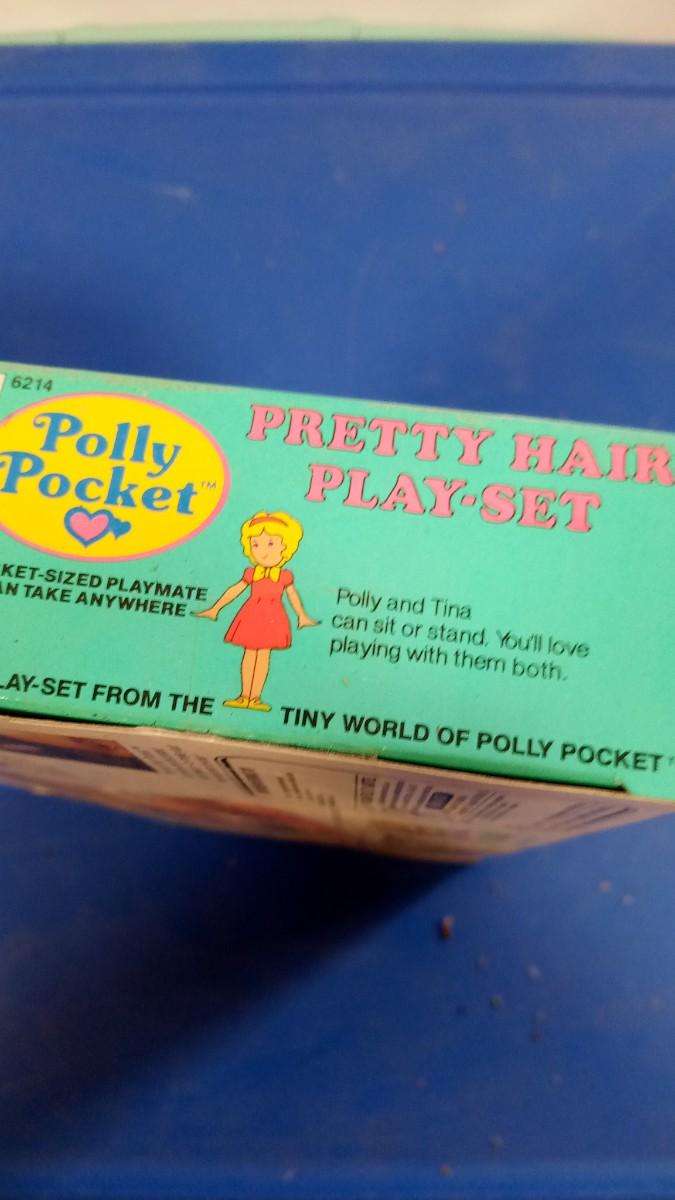 6214
Polly
Pocket™
PRETTY HAIR
PLAY-SET
KET-SIZED PLAYMATE
AN TAKE ANYWHERE
Polly and Tina
can sit or stand. You'll love
playing with them both.
LAY-SET FROM THE
TINY WORLD OF POLLY POCKET